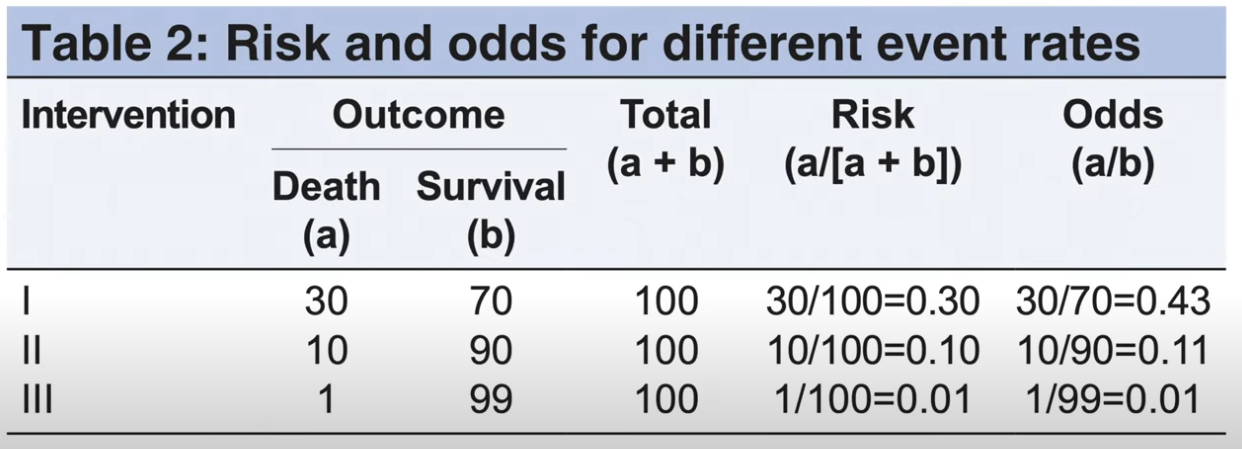 Table 2: Risk and odds for different event rates
Intervention Outcome Total Risk Odds
(a + b) (a/[a + b]) (a/b)
Death Survival
(a) (b)
I 30 70 100 30/100=0.30 30/70=0.43
II 10 90 100 10/100=0.10 10/90=0.11
III 1 99 100 1/100=0.01 1/99=0.01